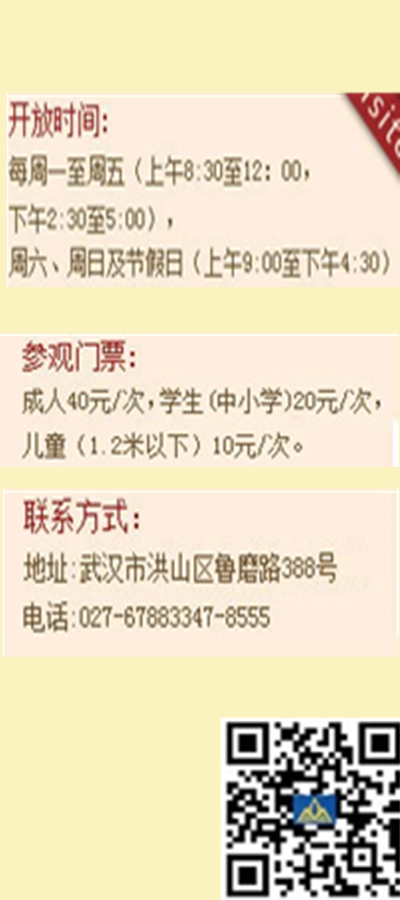 开放时间:
每周一至周五（上午8:30至12: 00,
下午2:30至5:00），
周六、周日及节假日（上午9:00至下午4:30）
参观门票:
成人40元/次,学生(中小学)20元/次,
儿童（1.2米以下）10元/次。
联系方式:
地址:武汉市洪山区鲁磨路388号
电话:027-67883347-8555